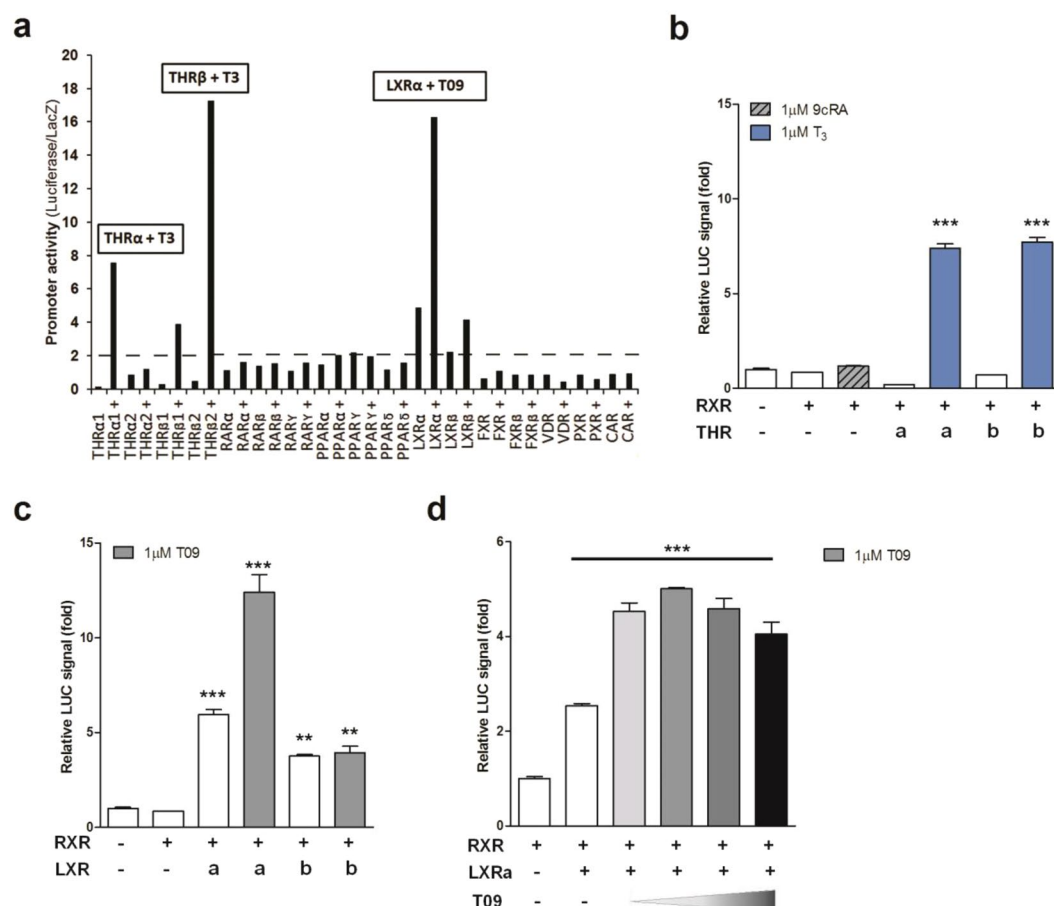 a
20
18
16
14
12
10
8
6
4
2
0
Promoter activity (Luciferase/LacZ)
THRα + T3
THRβ + T3
LXRα + T09
THRα1
THRα1 +
THRα2
THRα2 +
THRβ1
THRβ1 +
THRβ2
THRβ2 +
RARα
RARα +
RARβ
RARβ +
RARγ
RARγ +
PPARα
PPARα +
PPARγ
PPARγ +
PPARδ
PPARδ +
LXRα
LXRα +
LXRβ
LXRβ +
FXR
FXR +
FXRβ
FXRβ +
VDR
VDR +
PXR
PXR +
CAR
CAR +
b
1μM 9cRA
1μM T3
Relative LUC signal (fold)
15
10
5
0
*** ***
RXR - + + + + + +
THR - - - a a b b
c
1μM T09
Relative LUC signal (fold)
15
10
5
0
*** *** ** **
RXR - + + + + +
LXR - - a a b b
d
1μM T09
Relative LUC signal (fold)
6
4
2
0
***
RXR + + + + + +
LXRa - + + + + +
T09 - -